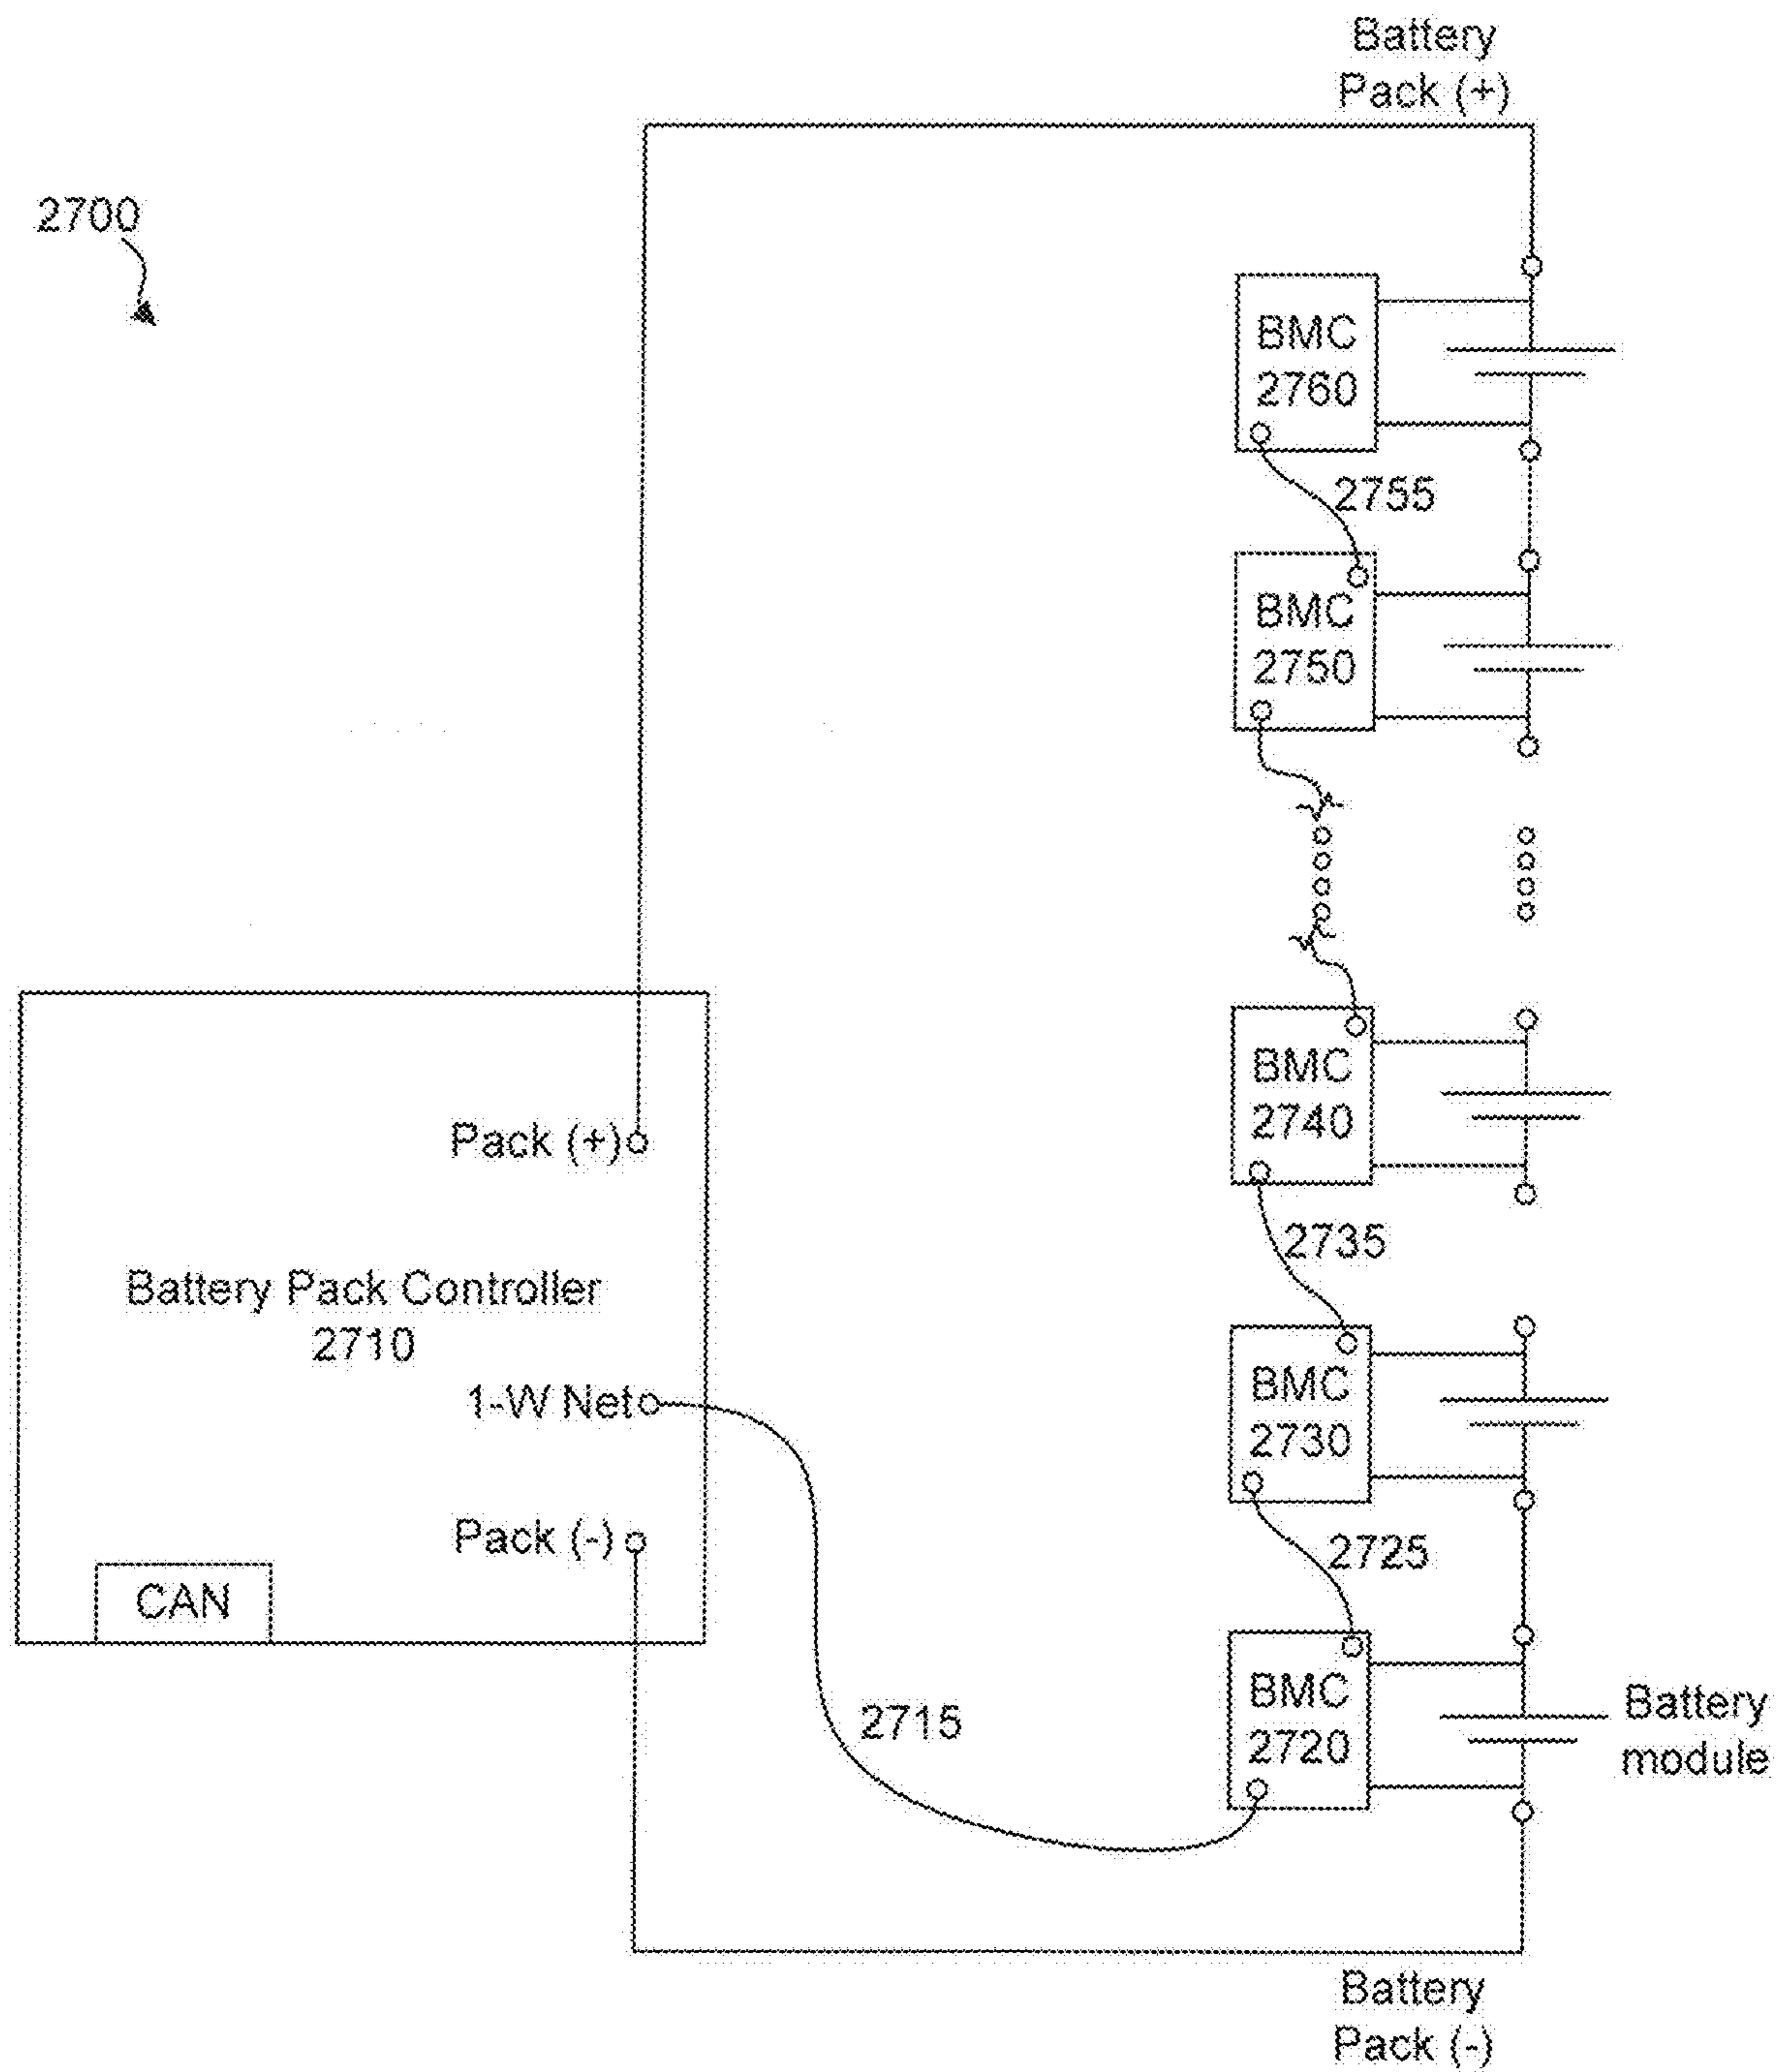 Battery
Pack (+)
2700
BMC
2760
2755
BMC
2750
BMC
2740
Pack (+)
2735
Battery Pack Controller
2710
1-W Net
BMC
2730
Pack (-)
2725
CAN
BMC
2720
2715
Battery
module
Battery
Pack (-)